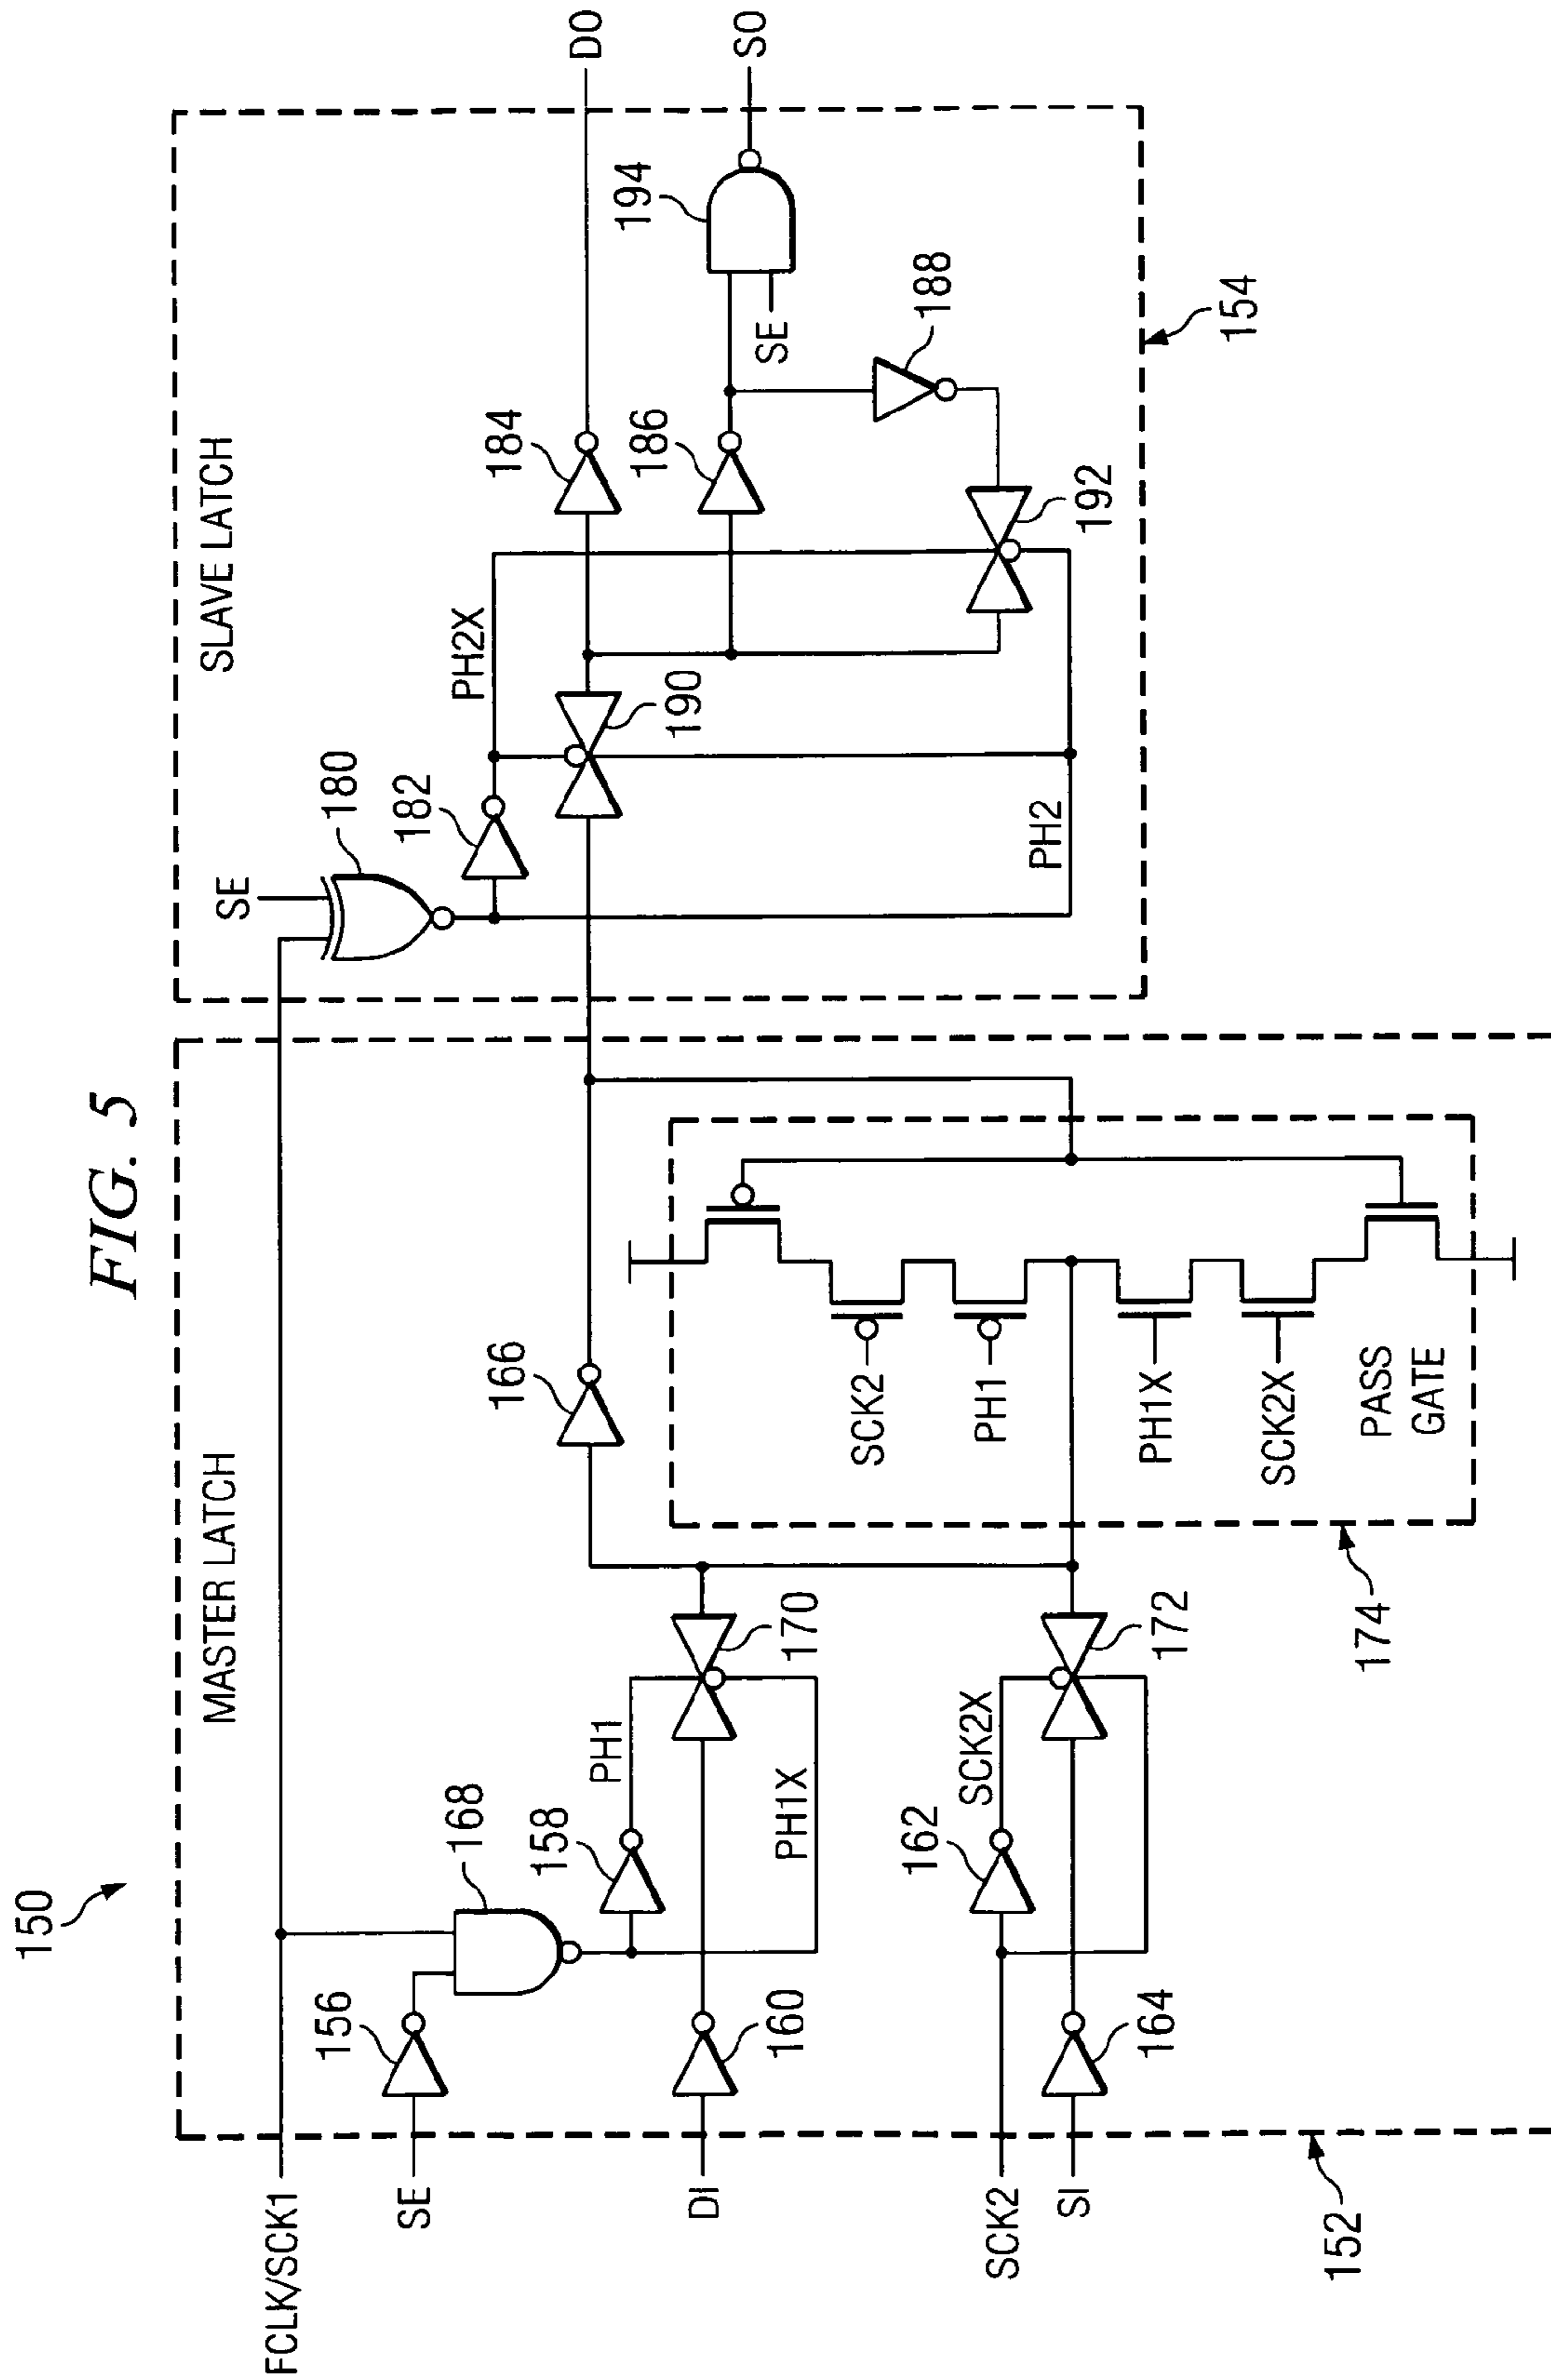 FIG. 5
150
MASTER LATCH
SLAVE LATCH
FCLK/SCK1
SE
156
168
158
PH1
DI
160
PH1X
170
SCK2
162
SCK2X
SI
164
172
152
166
SCK2
PH1
PH1X
SCK2X
PASS
GATE
174
SE
180
182
PH2X
PH2
190
184
186
192
188
SE
194
DO
SO
154